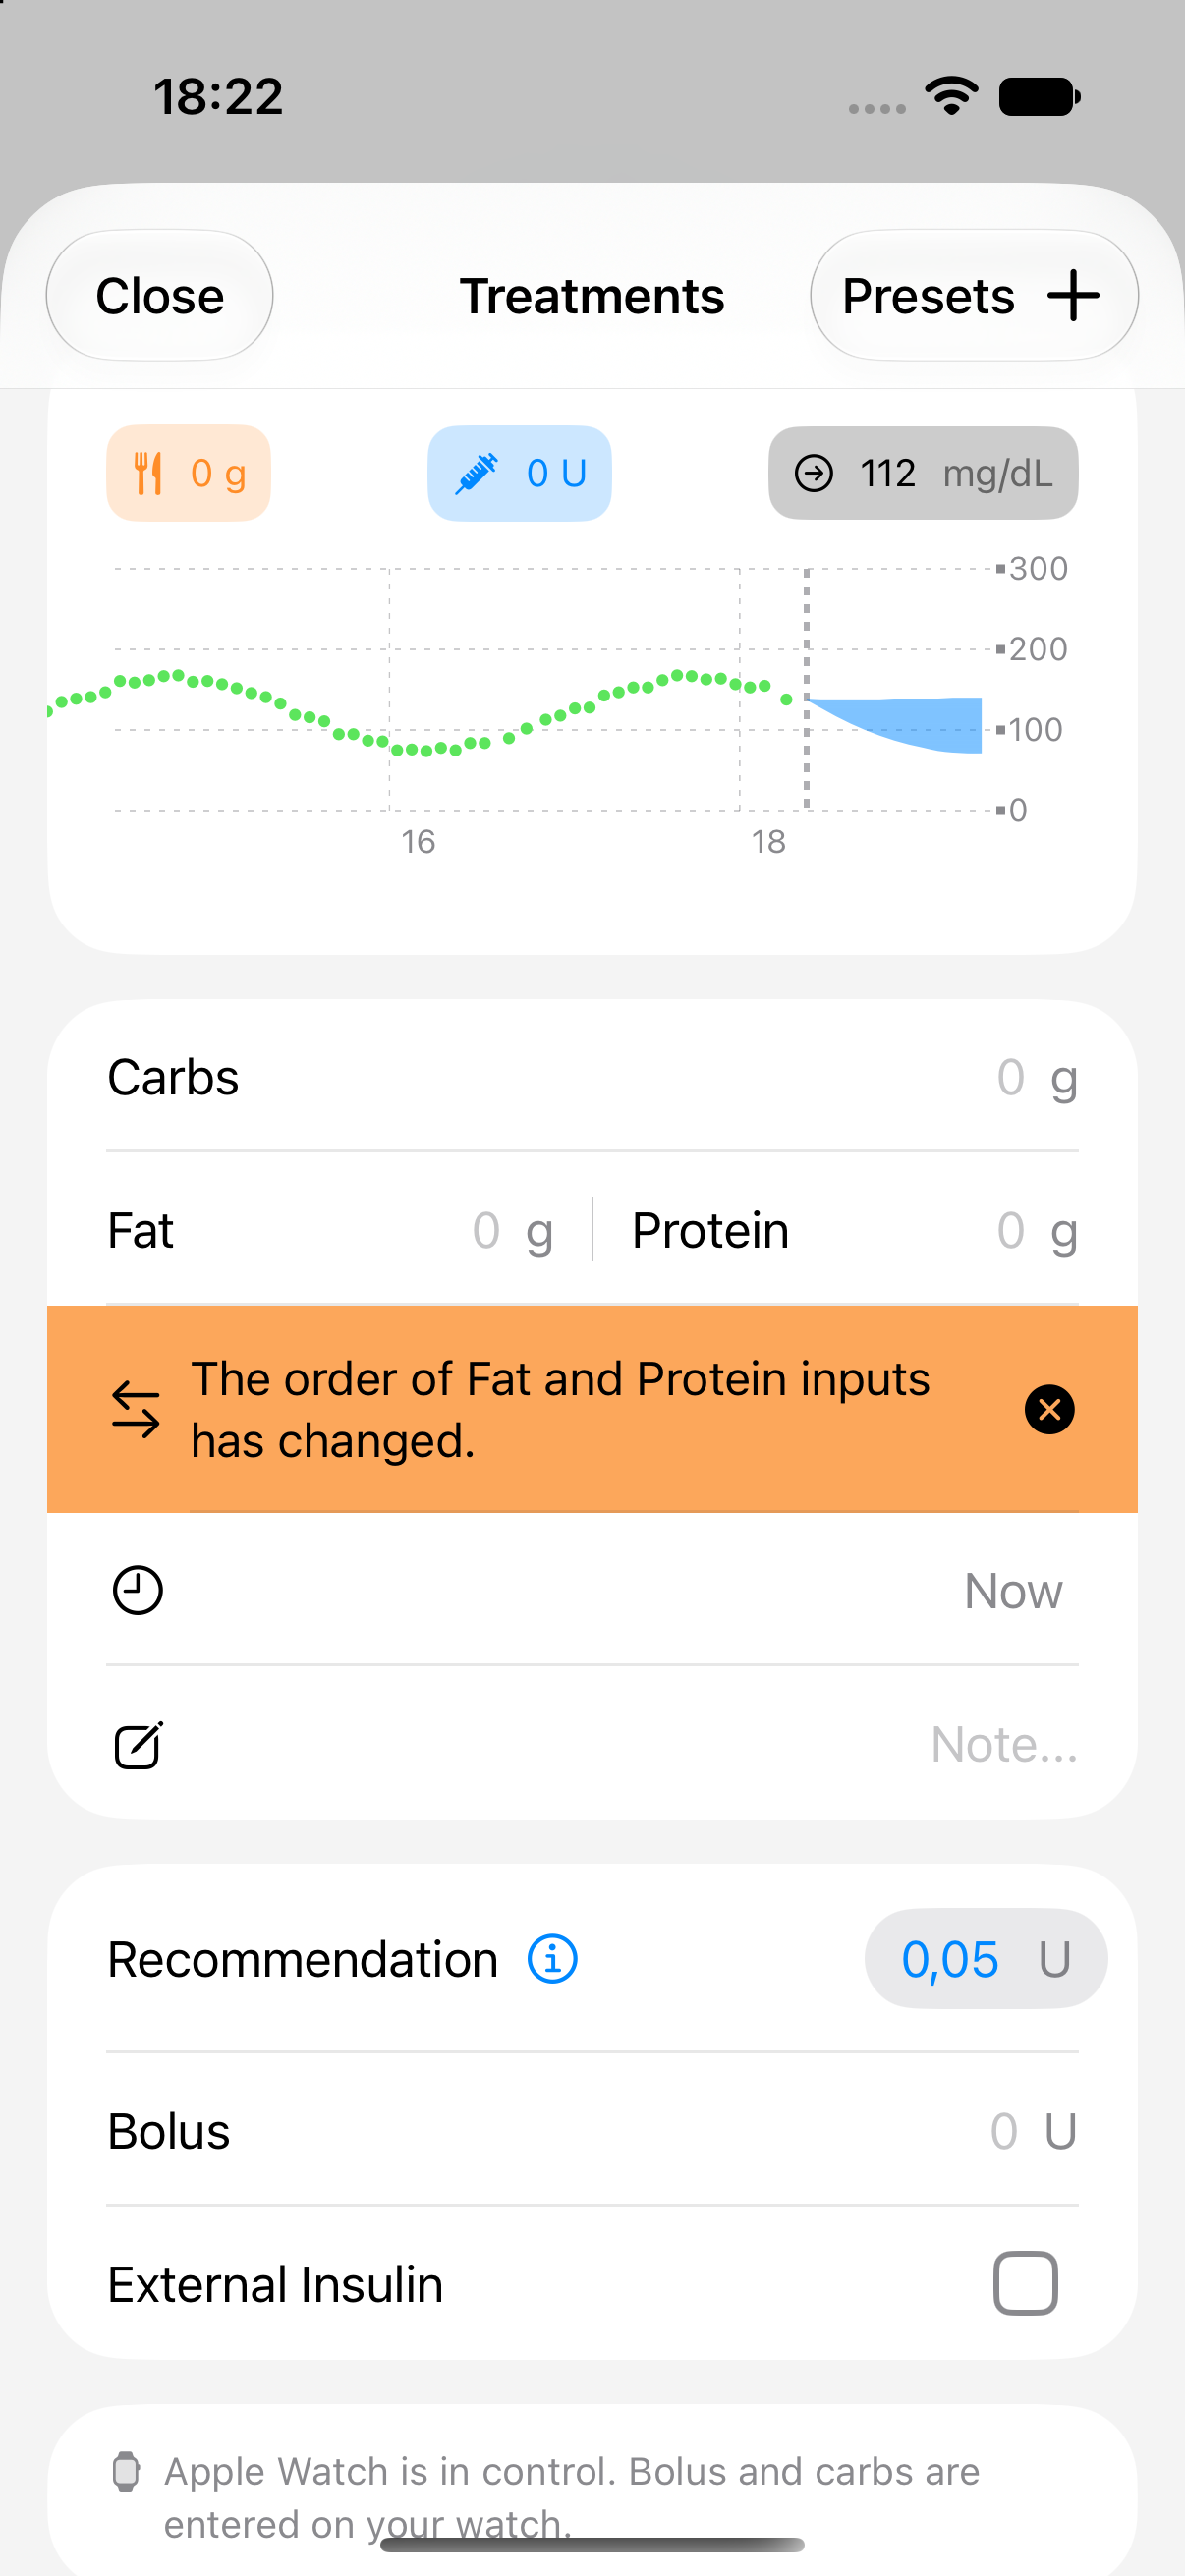 18:22
Close
Treatments
Presets
0 g
0 U
112 mg/dL
300
200
100
0
16
18
Carbs
0 g
Fat
0 g
Protein
0 g
The order of Fat and Protein inputs
has changed.
Now
Note...
Recommendation
0,05 U
Bolus
0 U
External Insulin
Apple Watch is in control. Bolus and carbs are
entered on your watch.